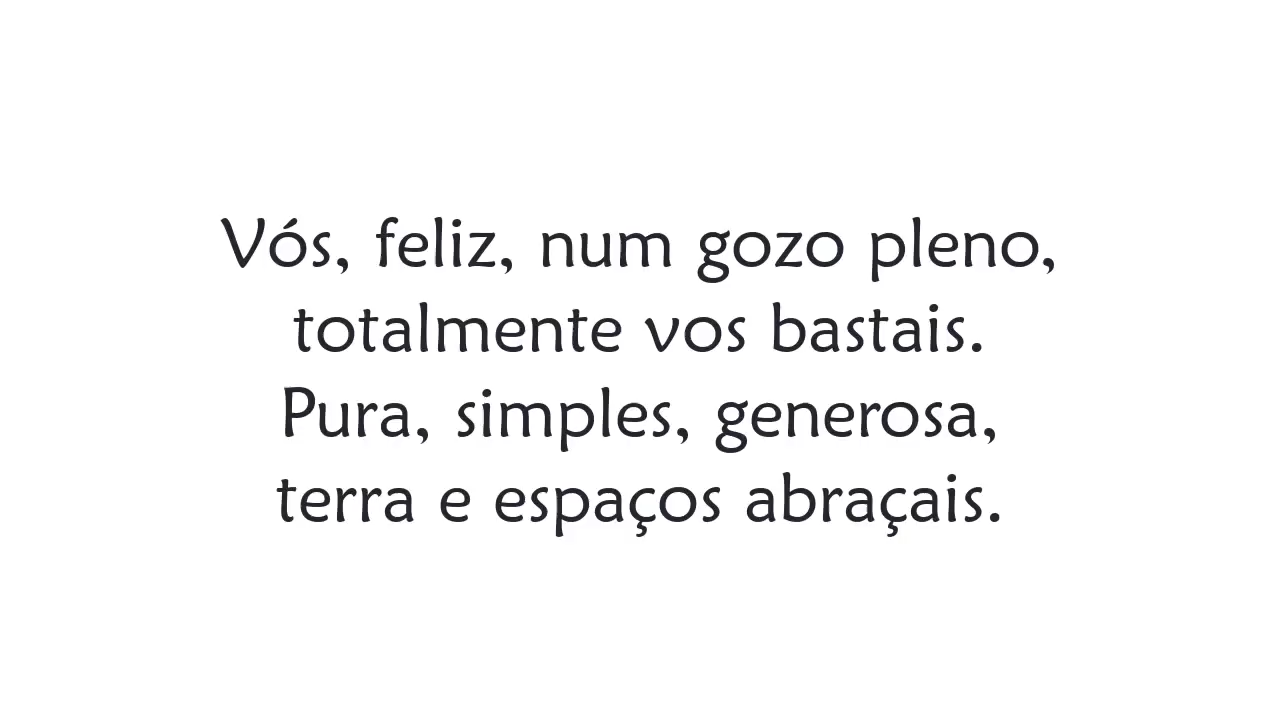 Vós, feliz, num gozo pleno,
totalmente vos bastais.
Pura, simples, generosa,
terra e espaços abraçais.